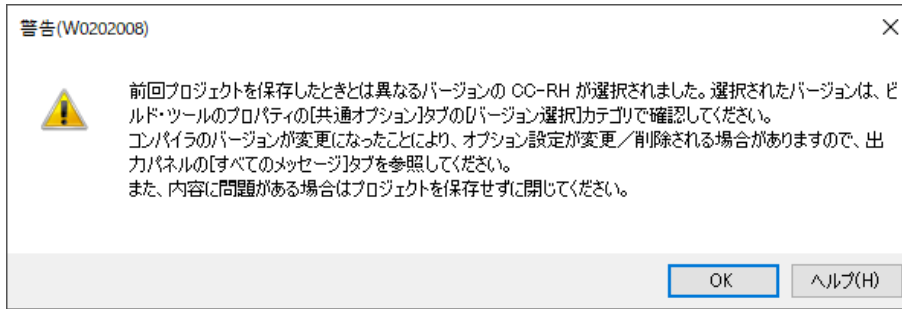 警告(W0202008)
前回プロジェクトを保存したときとは異なるバージョンの CC-RH が選択されました。選択されたバージョンは、ビ
ルド・ツールのプロパティの[共通オプション]タブの[バージョン選択]カテゴリで確認してください。
コンパイラのバージョンが変更になったことにより、オプション設定が変更／削除される場合がありますので、出
力パネルの[すべてのメッセージ]タブを参照してください。
また、内容に問題がある場合はプロジェクトを保存せずに閉じてください。
OK
ヘルプ(H)